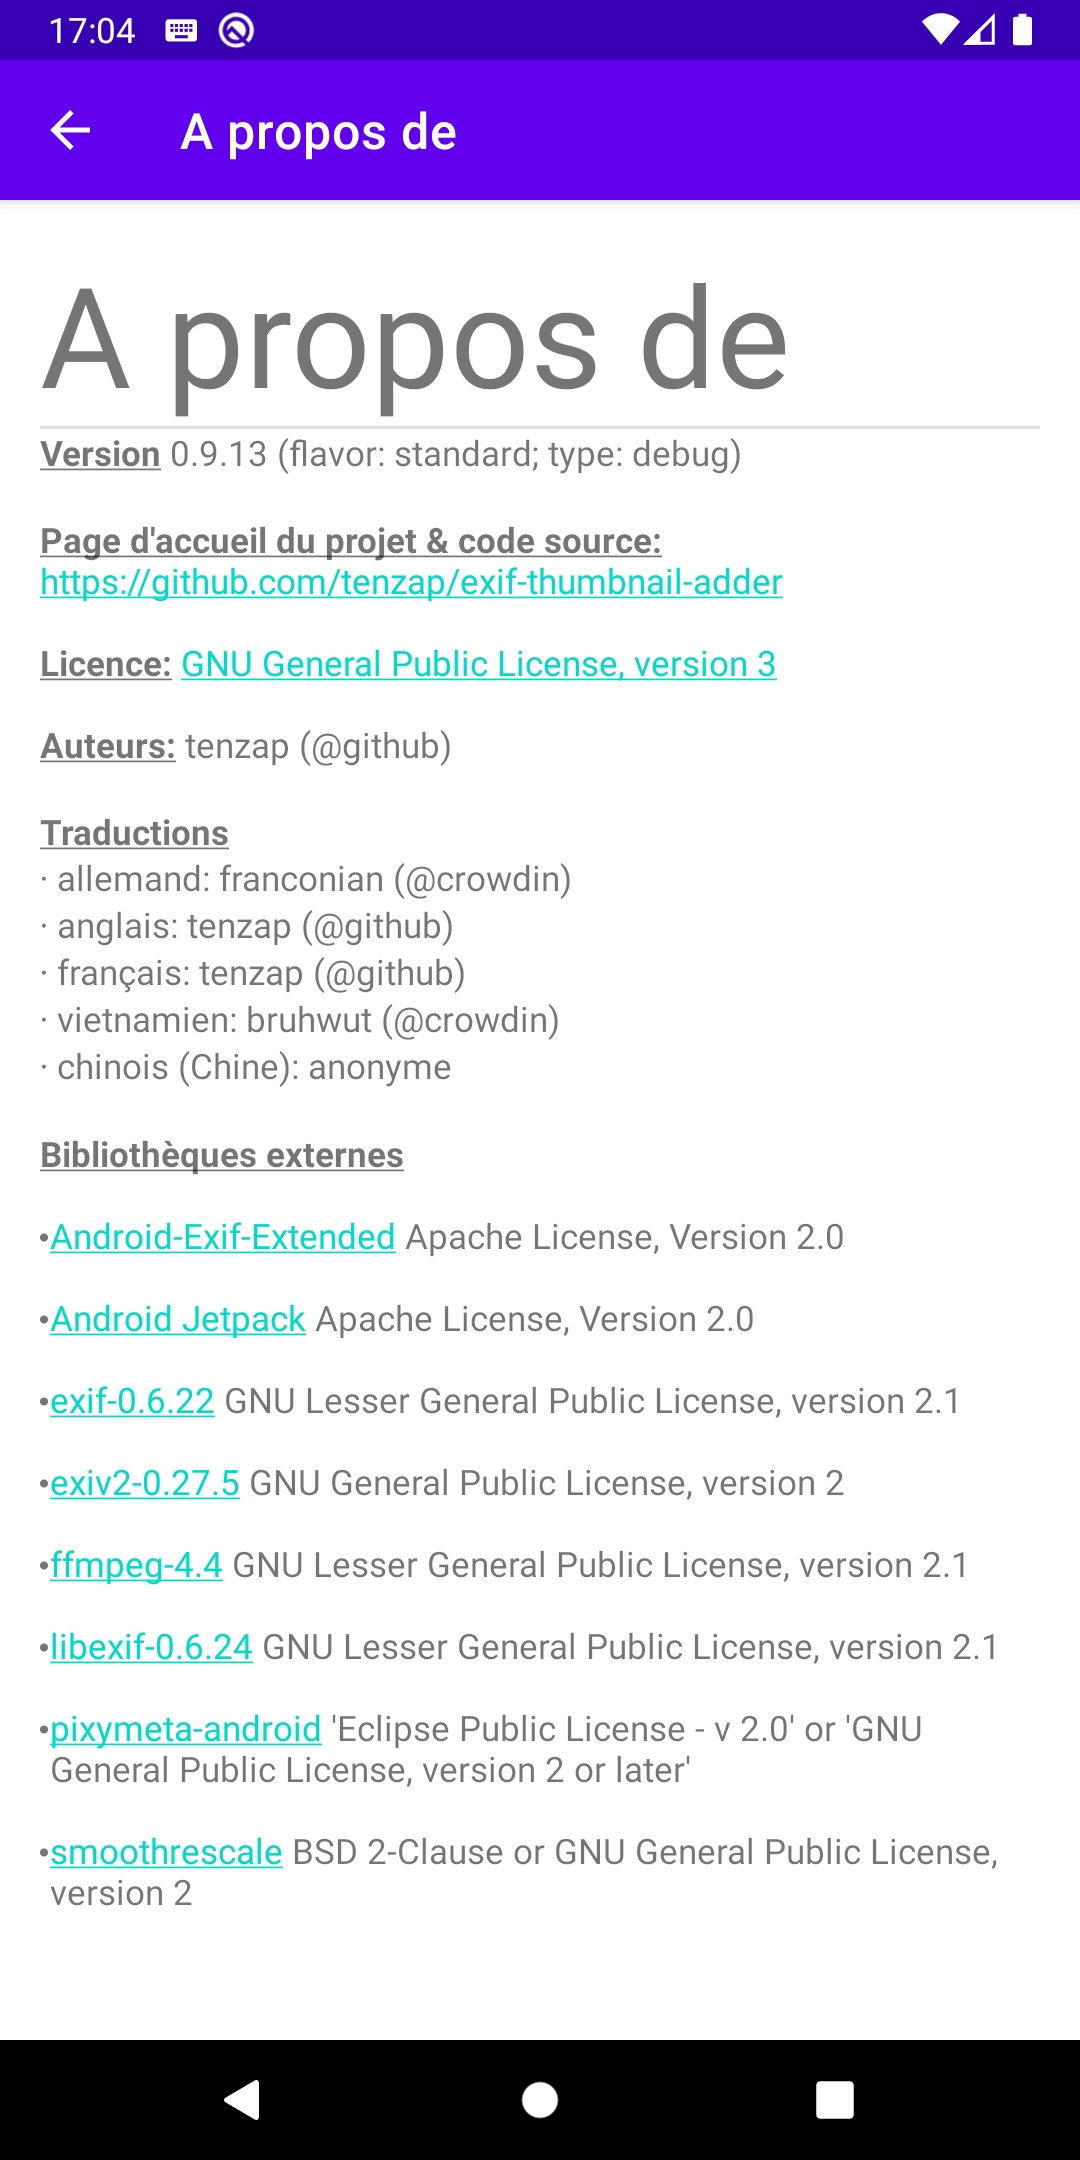 17:04
A propos de
A propos de
Version 0.9.13 (flavor: standard; type: debug)
Page d'accueil du projet & code source:
https://github.com/tenzap/exif-thumbnail-adder
Licence: GNU General Public License, version 3
Auteurs: tenzap (@github)
Traductions
· allemand: franconian (@crowdin)
· anglais: tenzap (@github)
· français: tenzap (@github)
· vietnamien: bruhwut (@crowdin)
· chinois (Chine): anonyme
Bibliothèques externes
•Android-Exif-Extended Apache License, Version 2.0
•Android Jetpack Apache License, Version 2.0
•exif-0.6.22 GNU Lesser General Public License, version 2.1
•exiv2-0.27.5 GNU General Public License, version 2
•ffmpeg-4.4 GNU Lesser General Public License, version 2.1
•libexif-0.6.24 GNU Lesser General Public License, version 2.1
•pixymeta-android 'Eclipse Public License - v 2.0' or 'GNU
General Public License, version 2 or later'
•smoothrescale BSD 2-Clause or GNU General Public License,
version 2